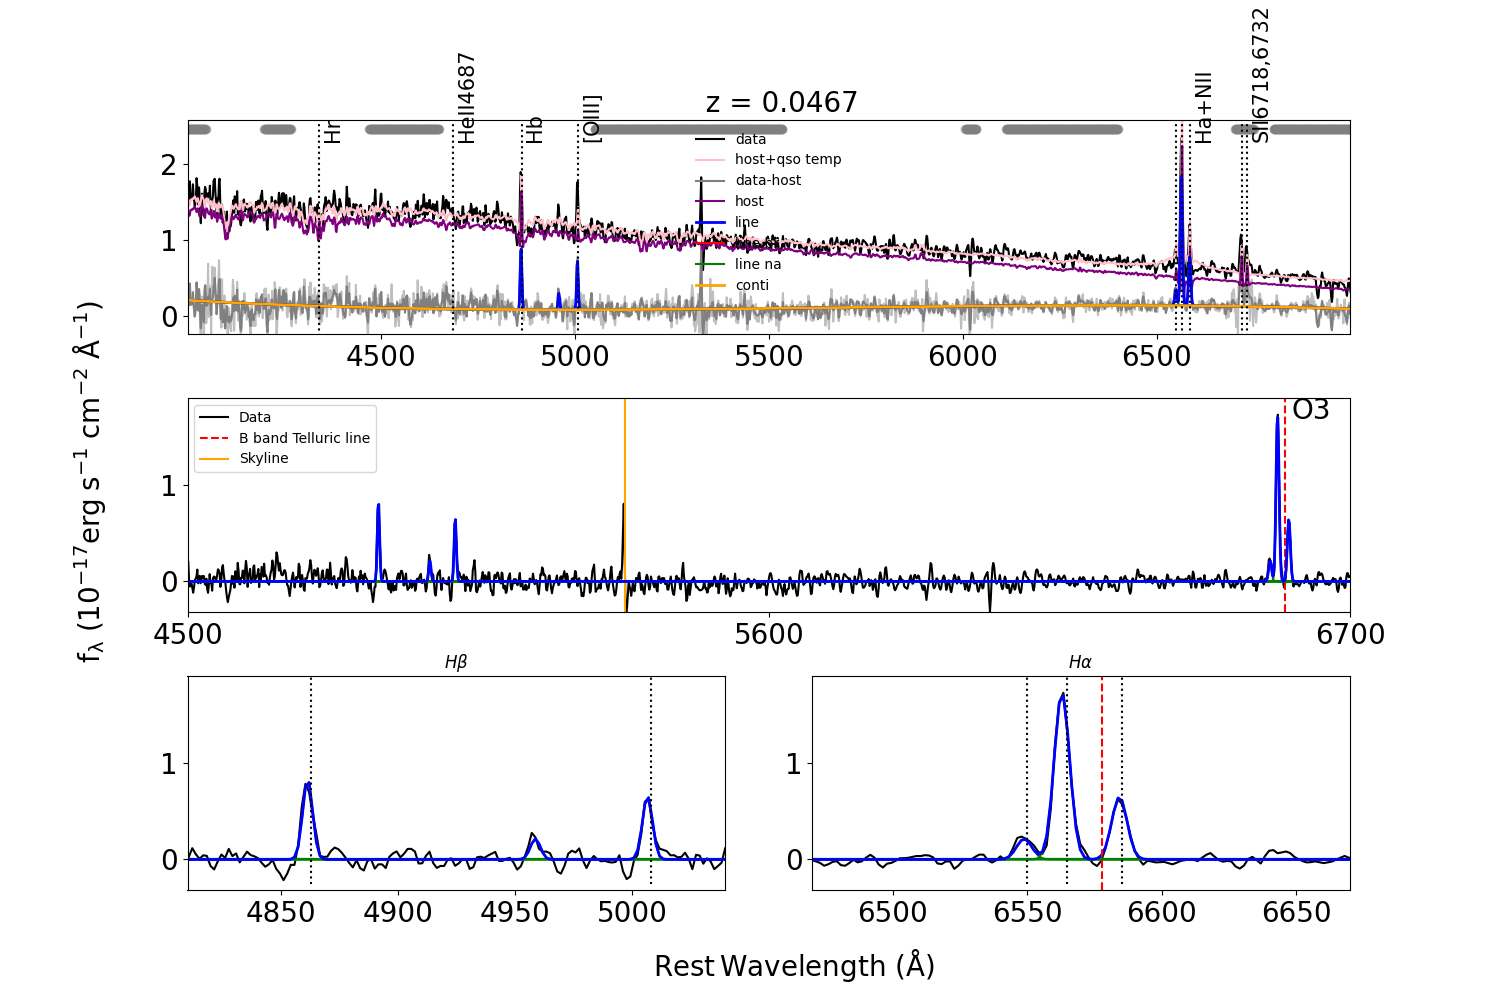 z = 0.0467
Hr
HeII4687
Hb
[OIII]
Ha+NII
SII6718,6732
data
host+qso temp
data-host
host
line
line na
conti
2
1
0
4500
5000
5500
6000
6500
Data
B band Telluric line
Skyline
O3
1
0
4500
5600
6700
fλ (10⁻¹⁷erg s⁻¹ cm⁻² Å⁻¹)
Hβ
1
0
4850
4900
4950
5000
Hα
1
0
6500
6550
6600
6650
Rest Wavelength (Å)